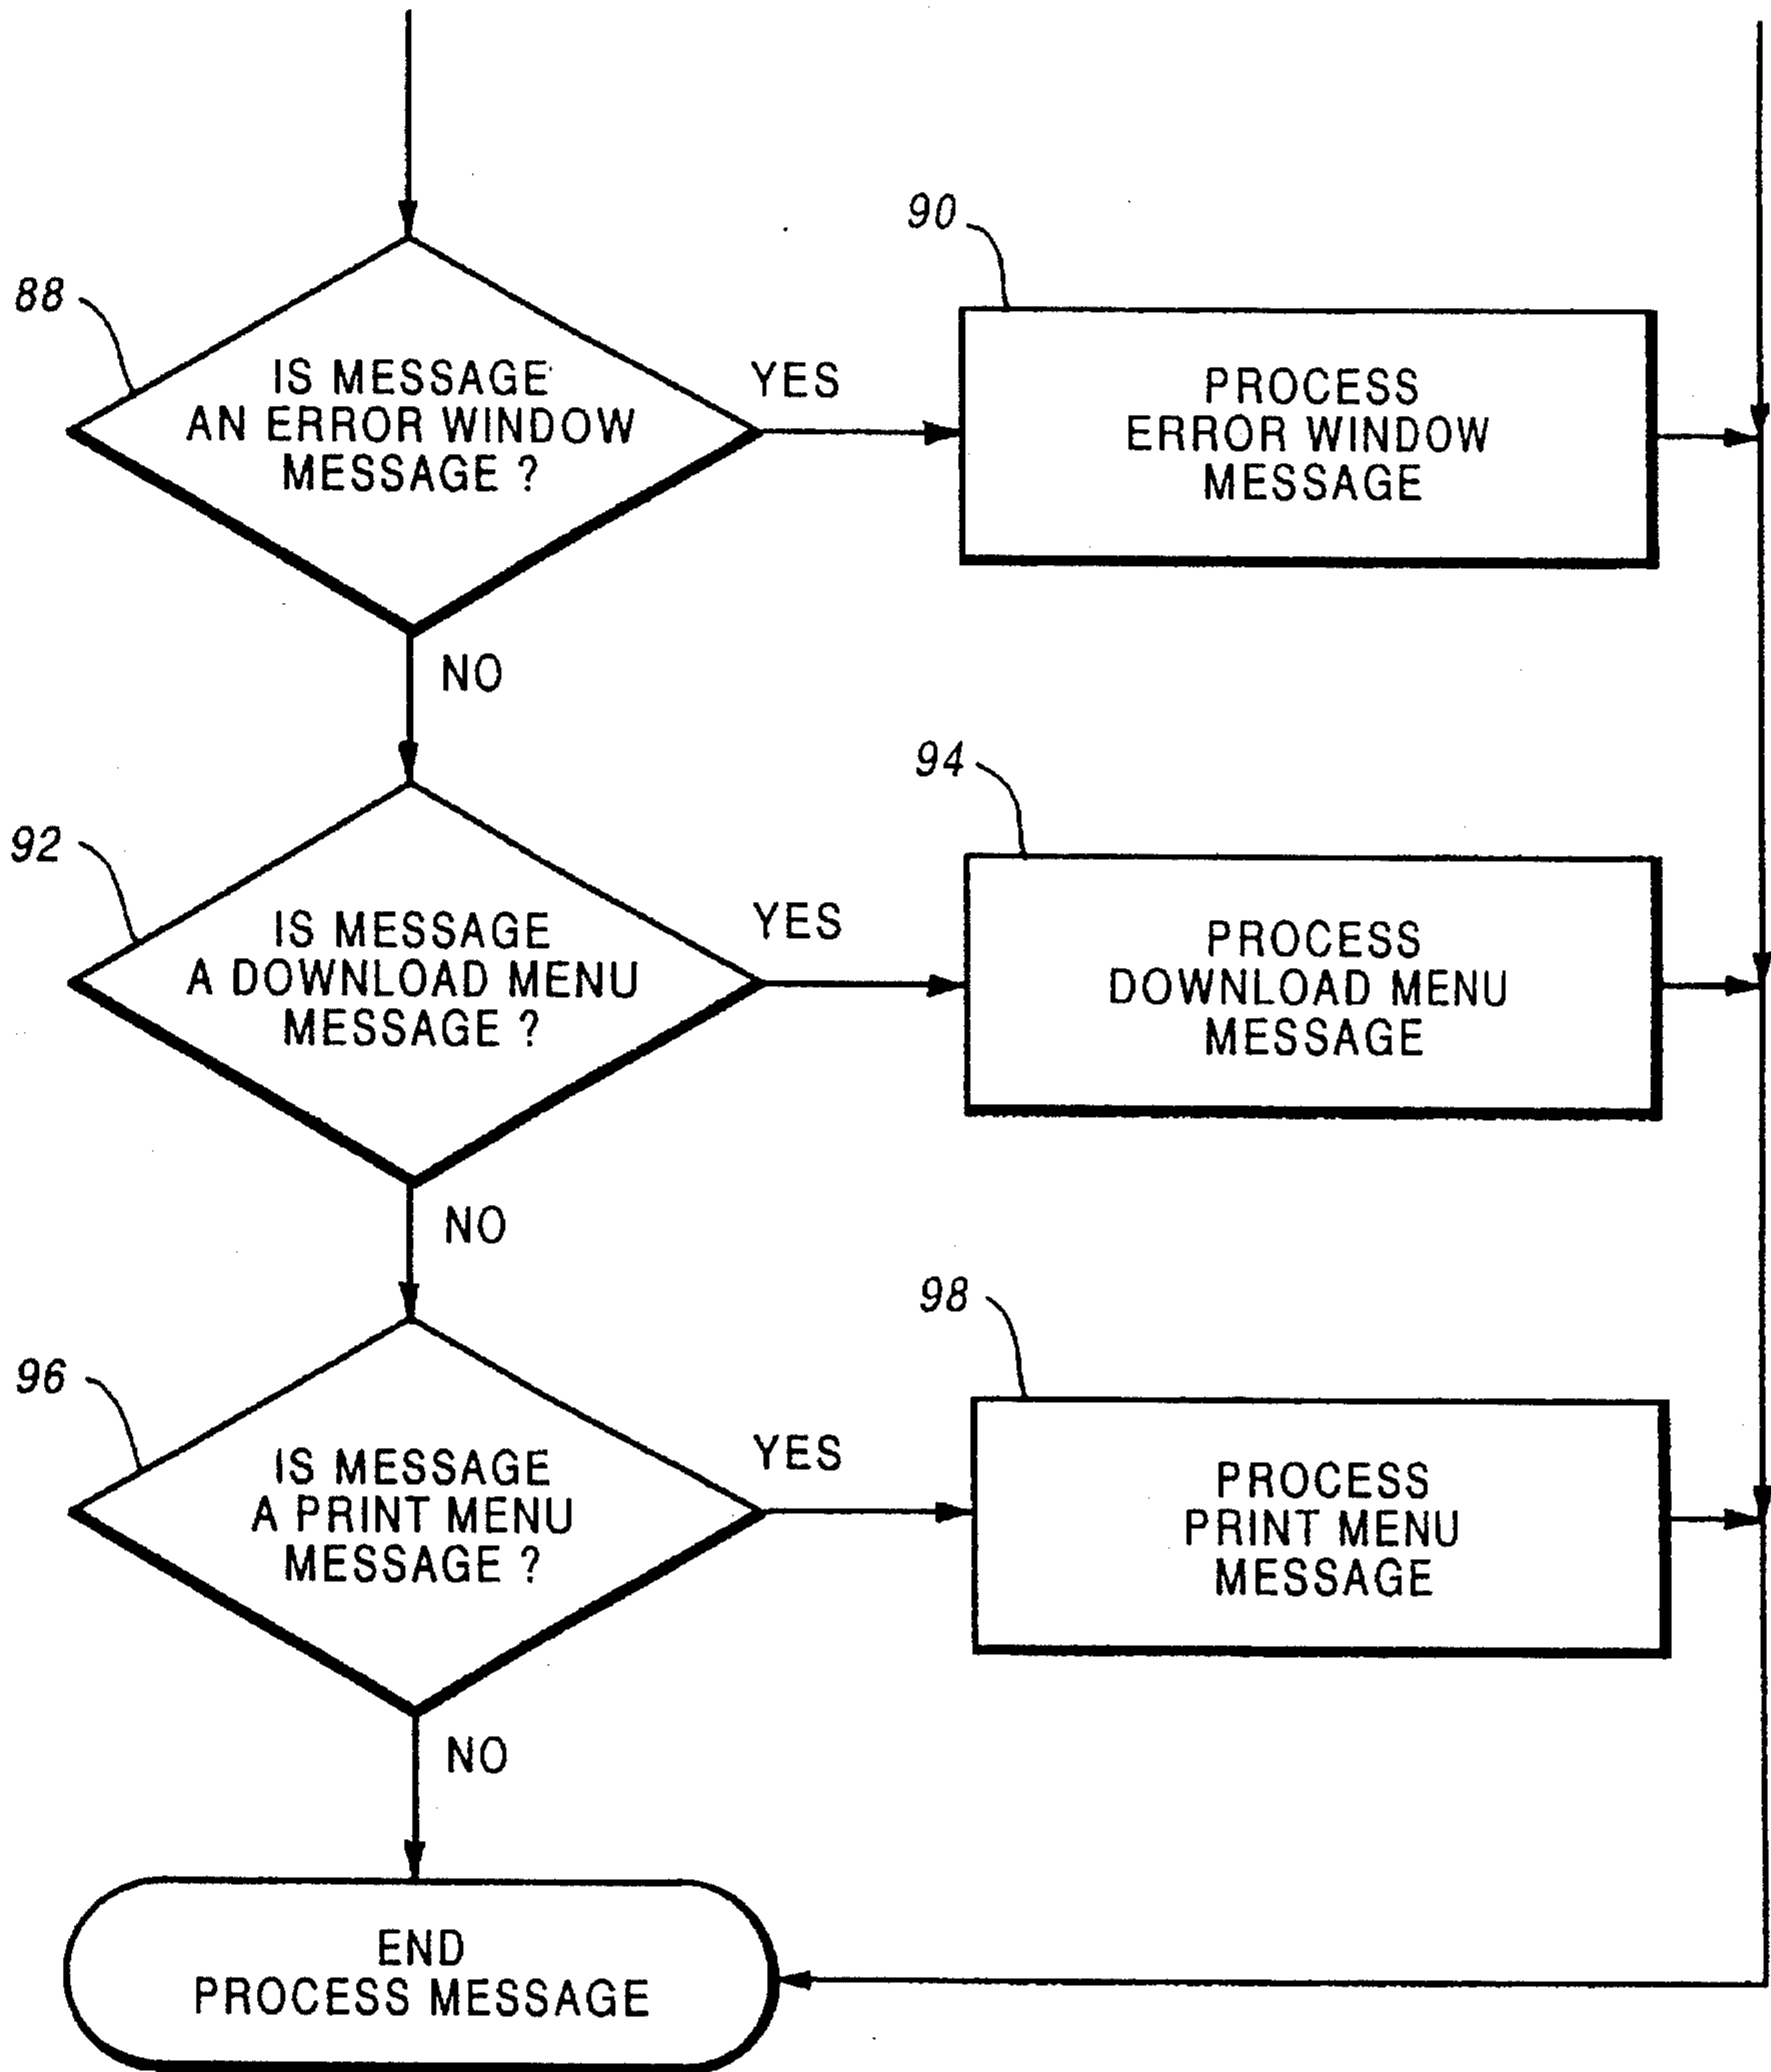 90
88
IS MESSAGE
AN ERROR WINDOW
MESSAGE ?
YES
PROCESS
ERROR WINDOW
MESSAGE
NO
94
92
IS MESSAGE
A DOWNLOAD MENU
MESSAGE ?
YES
PROCESS
DOWNLOAD MENU
MESSAGE
NO
98
96
IS MESSAGE
A PRINT MENU
MESSAGE ?
YES
PROCESS
PRINT MENU
MESSAGE
NO
END
PROCESS MESSAGE